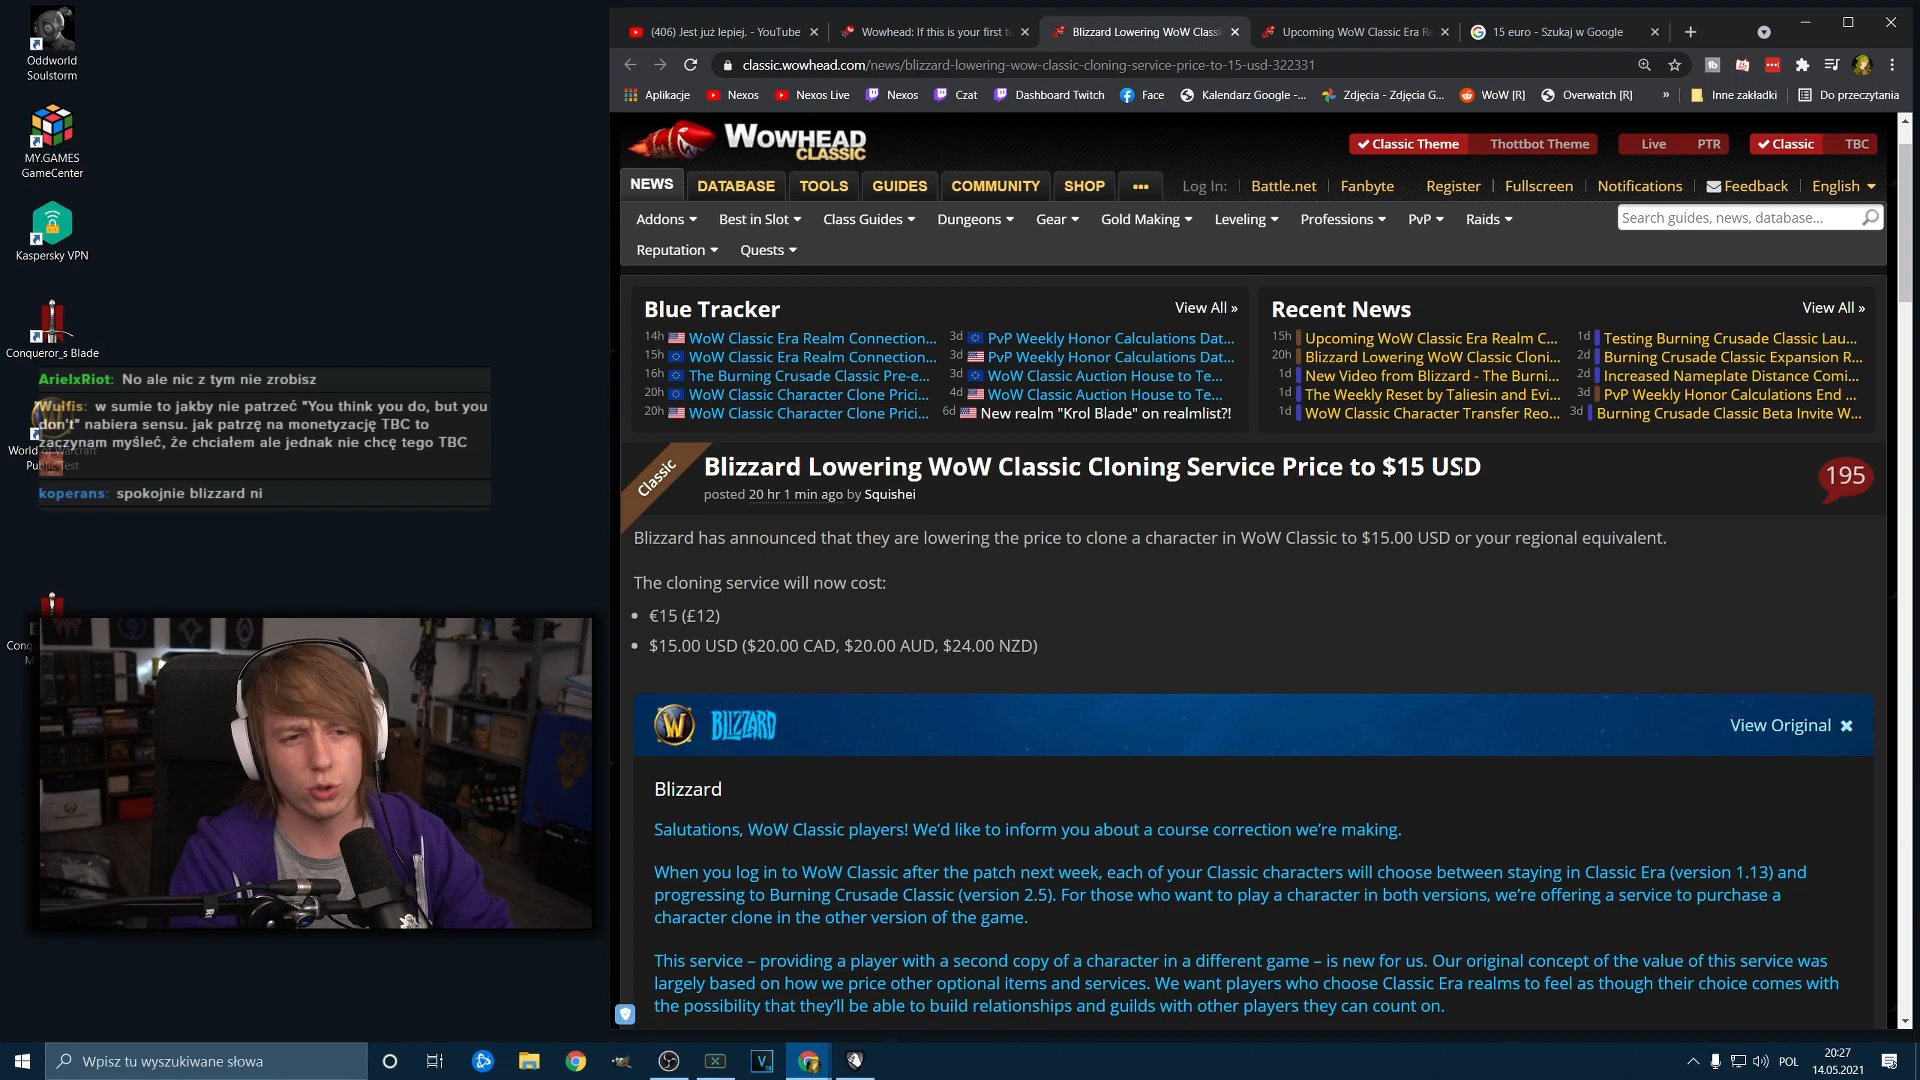 Oddworld
Soulstorm
MY.GAMES
GameCenter
Kaspersky VPN
Conqueror_s Blade
ArielxRiot: No ale nic z tym nie zrobisz
Wulfis: w sumie to jakby nie patrzeć "You think you do, but you
don't" nabiera sensu. jak patrzę na monetyzację TBC to
zaczynam myśleć, że chciałem ale jednak nie chcę tego TBC
World of Warcraft
Public Test
koperans: spokojnie blizzard ni
(406) Jest już lepiej. - YouTube
Wowhead: If this is your first ti
Blizzard Lowering WoW Classic
Upcoming WoW Classic Era Re
15 euro - Szukaj w Google
classic.wowhead.com/news/blizzard-lowering-wow-classic-cloning-service-price-to-15-usd-322331
Aplikacje
Nexos
Nexos Live
Nexos
Czat
Dashboard Twitch
Face
Kalendarz Google -...
Zdjęcia - Zdjęcia G...
WoW [R]
Overwatch [R]
»
Inne zakładki
Do przeczytania
WOWHEAD
CLASSIC
Classic Theme Thottbot Theme
Live PTR
Classic TBC
NEWS DATABASE TOOLS GUIDES COMMUNITY SHOP ...
Log In: Battle.net Fanbyte Register Fullscreen Notifications Feedback English
Addons Best in Slot Class Guides Dungeons Gear Gold Making Leveling Professions PvP Raids
Search guides, news, database...
Reputation Quests
Blue Tracker
View All »
14h WoW Classic Era Realm Connection...
15h WoW Classic Era Realm Connection...
16h The Burning Crusade Classic Pre-e...
20h WoW Classic Character Clone Prici...
20h WoW Classic Character Clone Prici...
3d PvP Weekly Honor Calculations Dat...
3d PvP Weekly Honor Calculations Dat...
3d WoW Classic Auction House to Te...
4d WoW Classic Auction House to Te...
6d New realm "Krol Blade" on realmlist?!
Recent News
View All »
15h Upcoming WoW Classic Era Realm C...
20h Blizzard Lowering WoW Classic Cloni...
1d New Video from Blizzard - The Burni...
1d The Weekly Reset by Taliesin and Evi...
1d WoW Classic Character Transfer Reo...
1d Testing Burning Crusade Classic Lau...
2d Burning Crusade Classic Expansion R...
2d Increased Nameplate Distance Comi...
3d PvP Weekly Honor Calculations End ...
3d Burning Crusade Classic Beta Invite W...
Classic
Blizzard Lowering WoW Classic Cloning Service Price to $15 USD
posted 20 hr 1 min ago by Squishei
195
Blizzard has announced that they are lowering the price to clone a character in WoW Classic to $15.00 USD or your regional equivalent.
The cloning service will now cost:
• €15 (£12)
• $15.00 USD ($20.00 CAD, $20.00 AUD, $24.00 NZD)
BLIZZARD
View Original
Blizzard
Salutations, WoW Classic players! We’d like to inform you about a course correction we’re making.
When you log in to WoW Classic after the patch next week, each of your Classic characters will choose between staying in Classic Era (version 1.13) and
progressing to Burning Crusade Classic (version 2.5). For those who want to play a character in both versions, we’re offering a service to purchase a
character clone in the other version of the game.
This service – providing a player with a second copy of a character in a different game – is new for us. Our original concept of the value of this service was
largely based on how we price other optional items and services. We want players who choose Classic Era realms to feel as though their choice comes with
the possibility that they’ll be able to build relationships and guilds with other players they can count on.
Wpisz tu wyszukiwane słowa
POL
20:27
14.05.2021